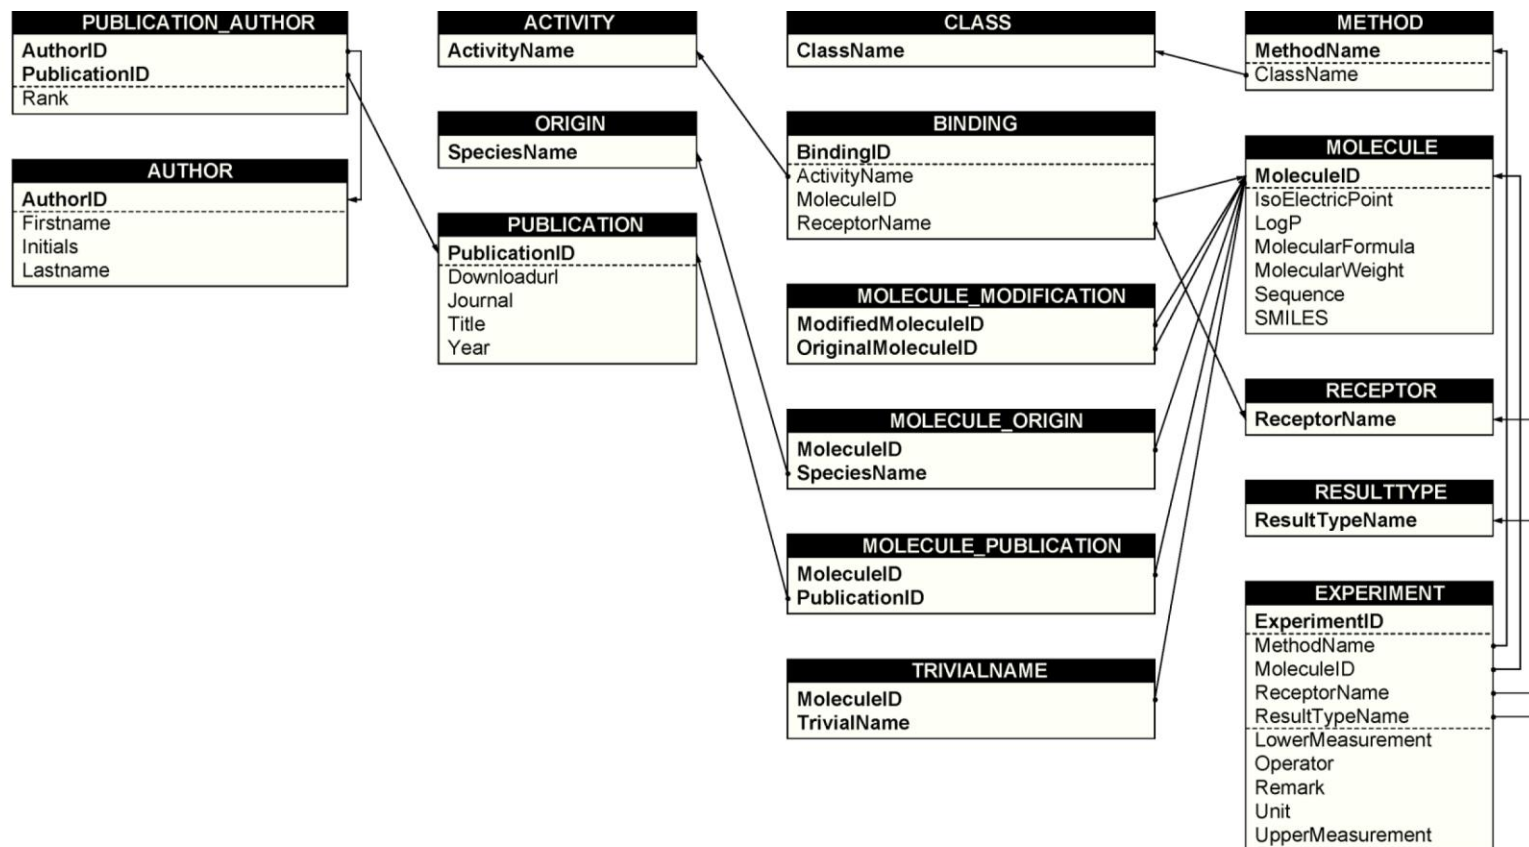 PUBLICATION_AUTHOR
AuthorID
PublicationID
Rank
AUTHOR
AuthorID
Firstname
Initials
Lastname
ACTIVITY
ActivityName
ORIGIN
SpeciesName
PUBLICATION
PublicationID
Downloadurl
Journal
Title
Year
CLASS
ClassName
BINDING
BindingID
ActivityName
MoleculeID
ReceptorName
MOLECULE_MODIFICATION
ModifiedMoleculeID
OriginalMoleculeID
MOLECULE_ORIGIN
MoleculeID
SpeciesName
MOLECULE_PUBLICATION
MoleculeID
PublicationID
TRIVIALNAME
MoleculeID
TrivialName
METHOD
MethodName
ClassName
MOLECULE
MoleculeID
IsoElectricPoint
LogP
MolecularFormula
MolecularWeight
Sequence
SMILES
RECEPTOR
ReceptorName
RESULTTYPE
ResultTypeName
EXPERIMENT
ExperimentID
MethodName
MoleculeID
ReceptorName
ResultTypeName
LowerMeasurement
Operator
Remark
Unit
UpperMeasurement